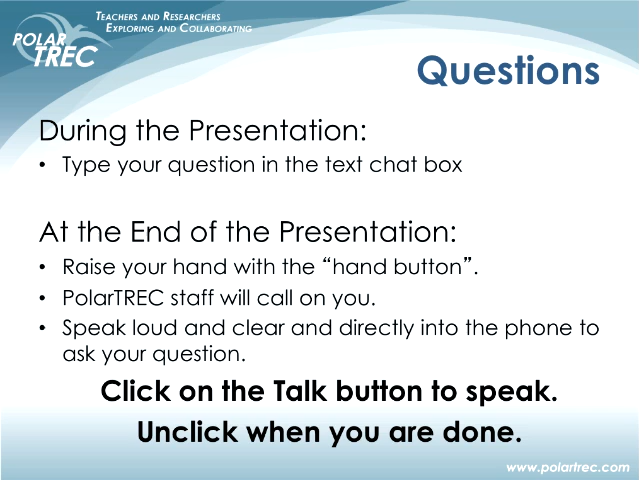 TEACHERS AND RESEARCHERS
EXPLORING AND COLLABORATING
POLAR
TREC
Questions
During the Presentation:
• Type your question in the text chat box
At the End of the Presentation:
• Raise your hand with the “hand button”.
• PolarTREC staff will call on you.
• Speak loud and clear and directly into the phone to
ask your question.
Click on the Talk button to speak.
Unclick when you are done.
www.polartrec.com